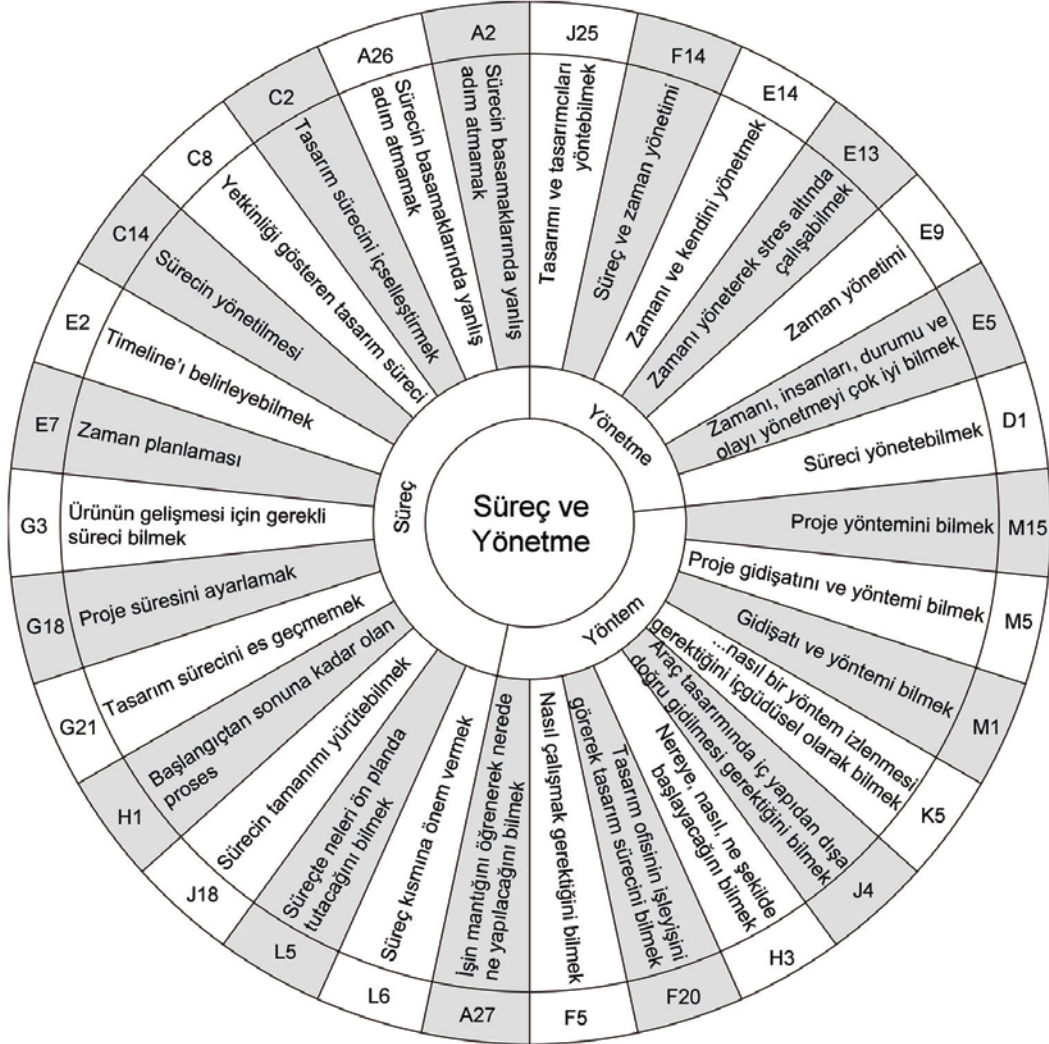 Süreç ve
Yönetme
Yönetme
Yöntem
Süreç
J25
Tasarımı ve tasarımcıları
yöntebilmek
F14
Süreç ve zaman yönetimi
E14
Zamanı ve kendini yönetmek
E13
Zamanı yöneterek stres altında
çalışabilmek
E9
Zaman yönetimi
E5
Zamanı, insanları, durumu ve
olayı yönetmeyi çok iyi bilmek
D1
Süreci yönetebilmek
M15
Proje yöntemini bilmek
M5
Proje gidişatını ve yöntemi bilmek
M1
Gidişatı ve yöntemi bilmek
K5
...nasıl bir yöntem izlenmesi
gerektiğini içgüdüsel olarak bilmek
J4
Araç tasarımında iç yapıdan dışa
doğru gidilmesi gerektiğini bilmek
H3
Nereye, nasıl, ne şekilde
başlayacağını bilmek
F20
Tasarım ofisinin işleyişini
görerek tasarım sürecini bilmek
F5
Nasıl çalışmak gerektiğini bilmek
A27
İşin mantığını öğrenerek nerede
ne yapılacağını bilmek
L6
Süreç kısmına önem vermek
L5
Süreçte neleri ön planda
tutacağını bilmek
J18
Sürecin tamanımı yürütebilmek
H1
Başlangıçtan sonuna kadar olan
proses
G21
Tasarım sürecini es geçmemek
G18
Proje süresini ayarlamak
G3
Ürünün gelişmesi için gerekli
süreci bilmek
E7
Zaman planlaması
E2
Timeline’ı belirleyebilmek
C14
Sürecin yönetilmesi
C8
Yetkinliği gösteren tasarım süreci
C2
Tasarım sürecini içselleştirmek
A26
Sürecin basamaklarında yanlış
adım atmamak
A2
Sürecin basamaklarında yanlış
adım atmamak